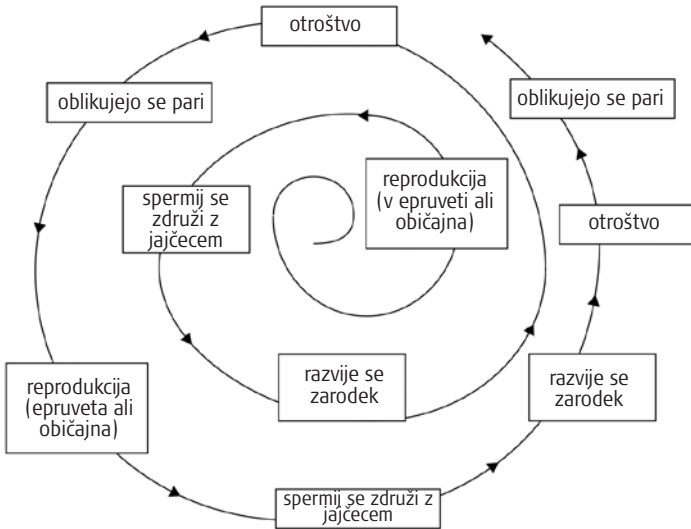 otroštvo
oblikujejo se pari
oblikujejo se pari
reprodukcija
(v epruveti ali
običajna)
spermij se
združi z
jajčecem
otroštvo
razvije se
zarodek
razvije se
zarodek
reprodukcija
(epruveta ali
običajna)
spermij se združi z
jajčecem